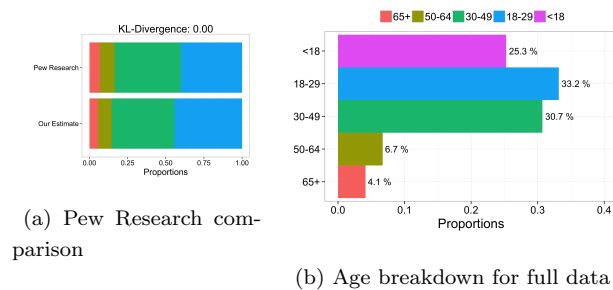 KL-Divergence: 0.00
Pew Research
Our Estimate
0.00 0.25 0.50 0.75 1.00
Proportions
(a) Pew Research com-
parison
65+ 50-64 30-49 18-29 <18
<18 25.3 %
18-29 33.2 %
30-49 30.7 %
50-64 6.7 %
65+ 4.1 %
0.0 0.1 0.2 0.3 0.4
Proportions
(b) Age breakdown for full data